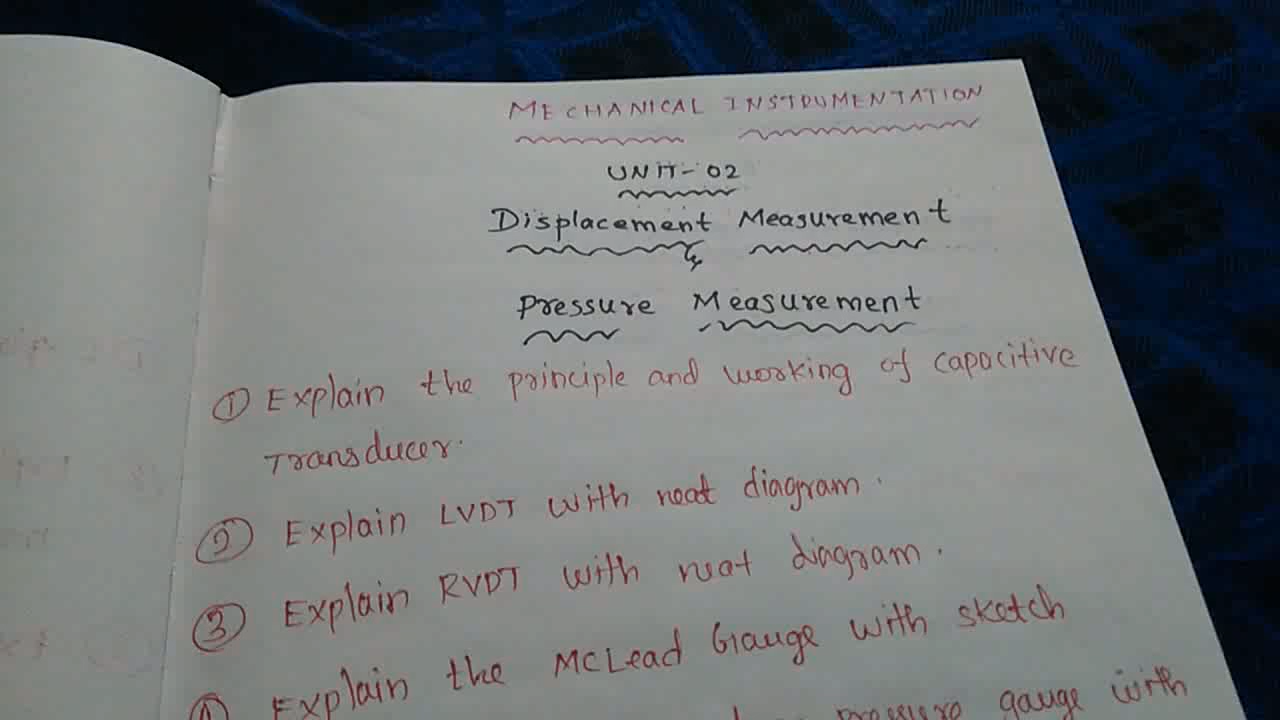 MECHANICAL INSTRUMENTATION
UNIT-02
Displacement Measurement
&
Pressure Measurement
① Explain the principle and working of capacitive
Transducer.
② Explain LVDT with neat diagram.
③ Explain RVDT with neat diagram.
④ Explain the McLead Gauge with sketch
pressure gauge with